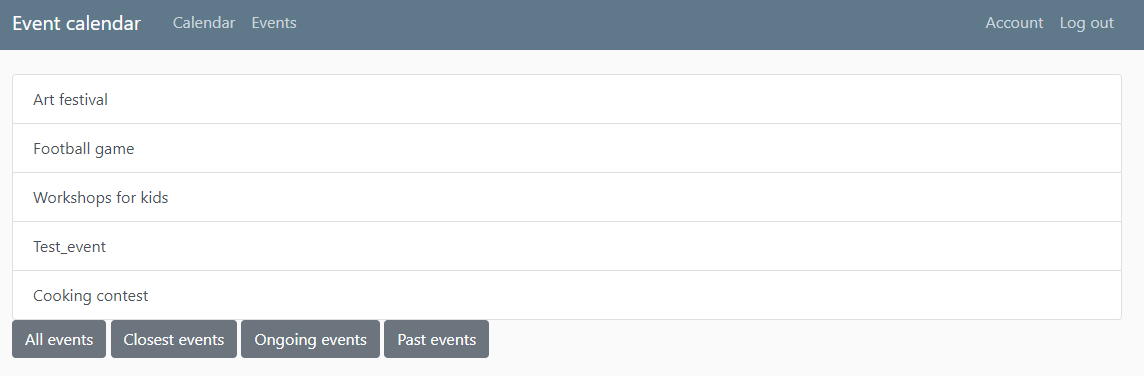 Event calendar Calendar Events Account Log out
Art festival
Football game
Workshops for kids
Test_event
Cooking contest
All events Closest events Ongoing events Past events